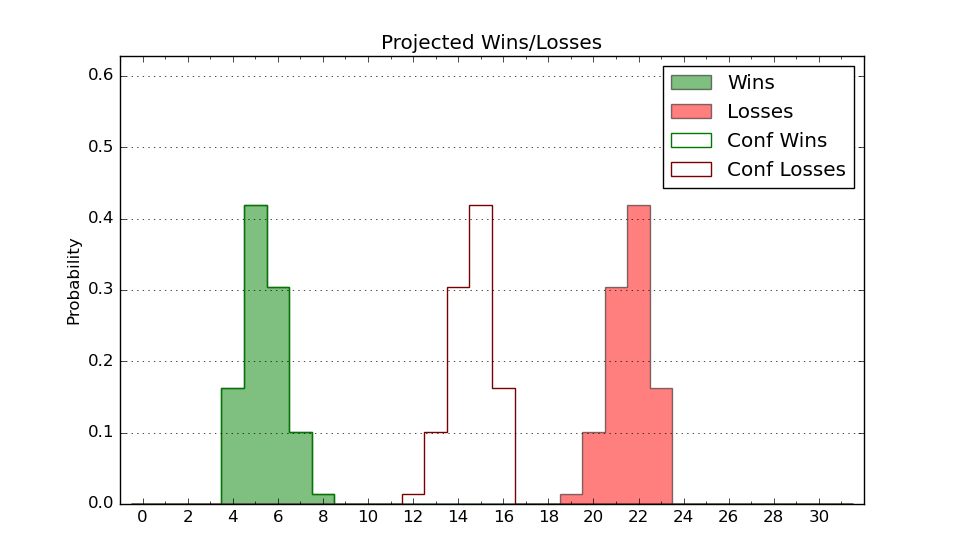 Projected Wins/Losses
Wins
Losses
Conf Wins
Conf Losses
Probability
0.6
0.5
0.4
0.3
0.2
0.1
0.0
0 2 4 6 8 10 12 14 16 18 20 22 24 26 28 30